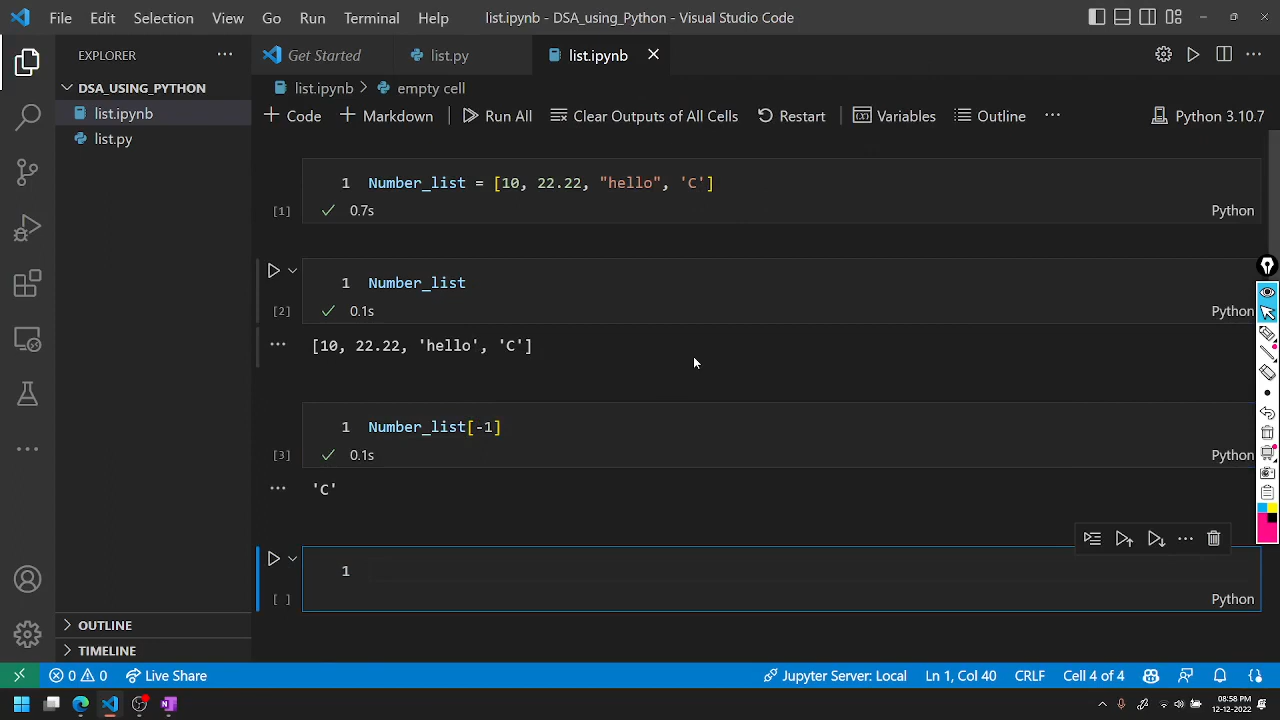 File Edit Selection View Go Run Terminal Help list.ipynb - DSA_using_Python - Visual Studio Code
EXPLORER
Get Started list.py list.ipynb
DSA_USING_PYTHON
list.ipynb > empty cell
list.ipynb
list.py
+ Code + Markdown Run All Clear Outputs of All Cells Restart Variables Outline ... Python 3.10.7
1 Number_list = [10, 22.22, "hello", 'C']
[1] 0.7s Python
1 Number_list
[2] 0.1s Python
[10, 22.22, 'hello', 'C']
1 Number_list[-1]
[3] 0.1s Python
'C'
1
[ ] Python
OUTLINE
TIMELINE
0 0 Live Share Jupyter Server: Local Ln 1, Col 40 CRLF Cell 4 of 4
08:58 PM
12-12-2022